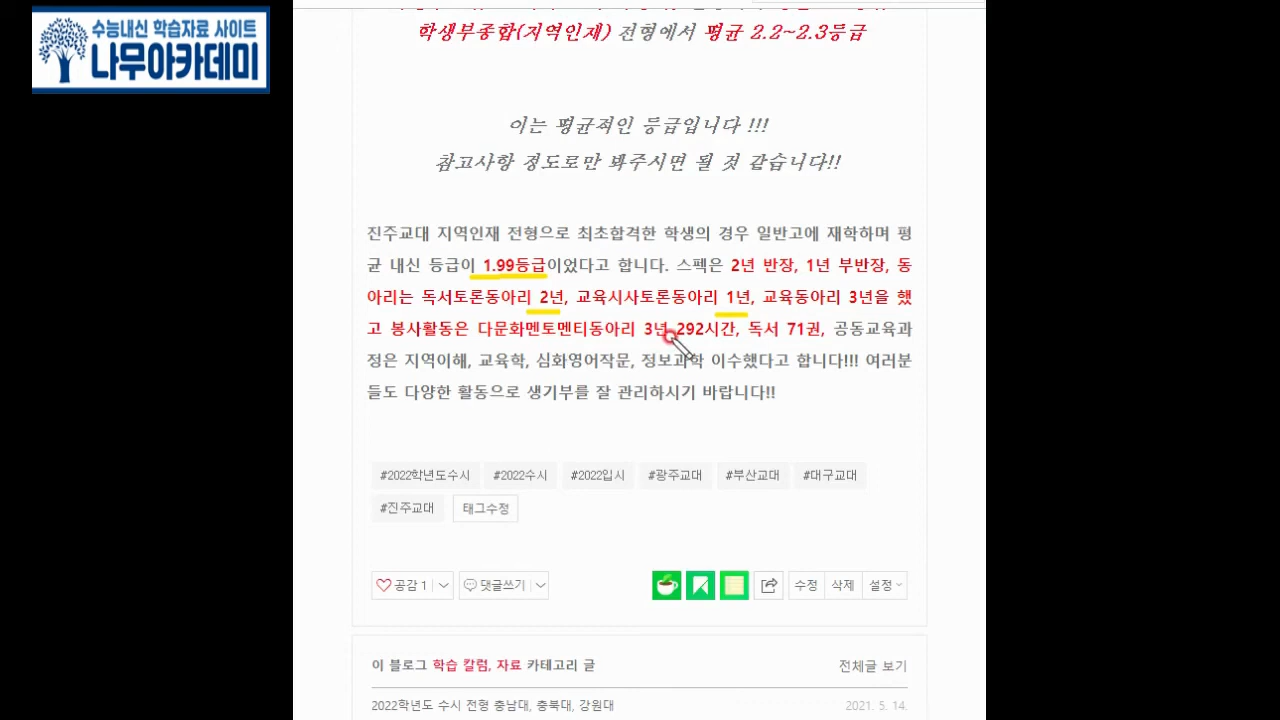 수능내신 학습자료 사이트
나무아카데미
학생부종합(지역인재) 전형에서 평균 2.2~2.3등급
이는 평균적인 등급입니다 !!!
참고사항 정도로만 봐주시면 될 것 같습니다!!
진주교대 지역인재 전형으로 최초합격한 학생의 경우 일반고에 재학하며 평
균 내신 등급이 1.99등급이었다고 합니다. 스펙은 2년 반장, 1년 부반장, 동
아리는 독서토론동아리 2년, 교육시사토론동아리 1년, 교육동아리 3년을 했
고 봉사활동은 다문화멘토멘티동아리 3년 292시간, 독서 71권, 공동교육과
정은 지역이해, 교육학, 심화영어작문, 정보과학 이수했다고 합니다!!! 여러분
들도 다양한 활동으로 생기부를 잘 관리하시기 바랍니다!!
#2022학년도수시 #2022수시 #2022입시 #광주교대 #부산교대 #대구교대
#진주교대 태그수정
공감 1 댓글쓰기 수정 삭제 설정
이 블로그 학습 칼럼, 자료 카테고리 글 전체글 보기
2022학년도 수시 전형 충남대, 충북대, 강원대 2021. 5. 14.